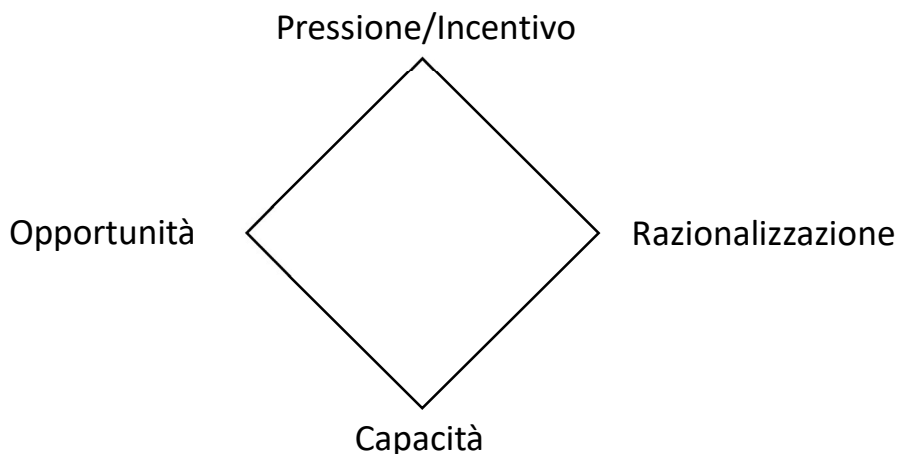 Pressione/Incentivo
Opportunità
Razionalizzazione
Capacità